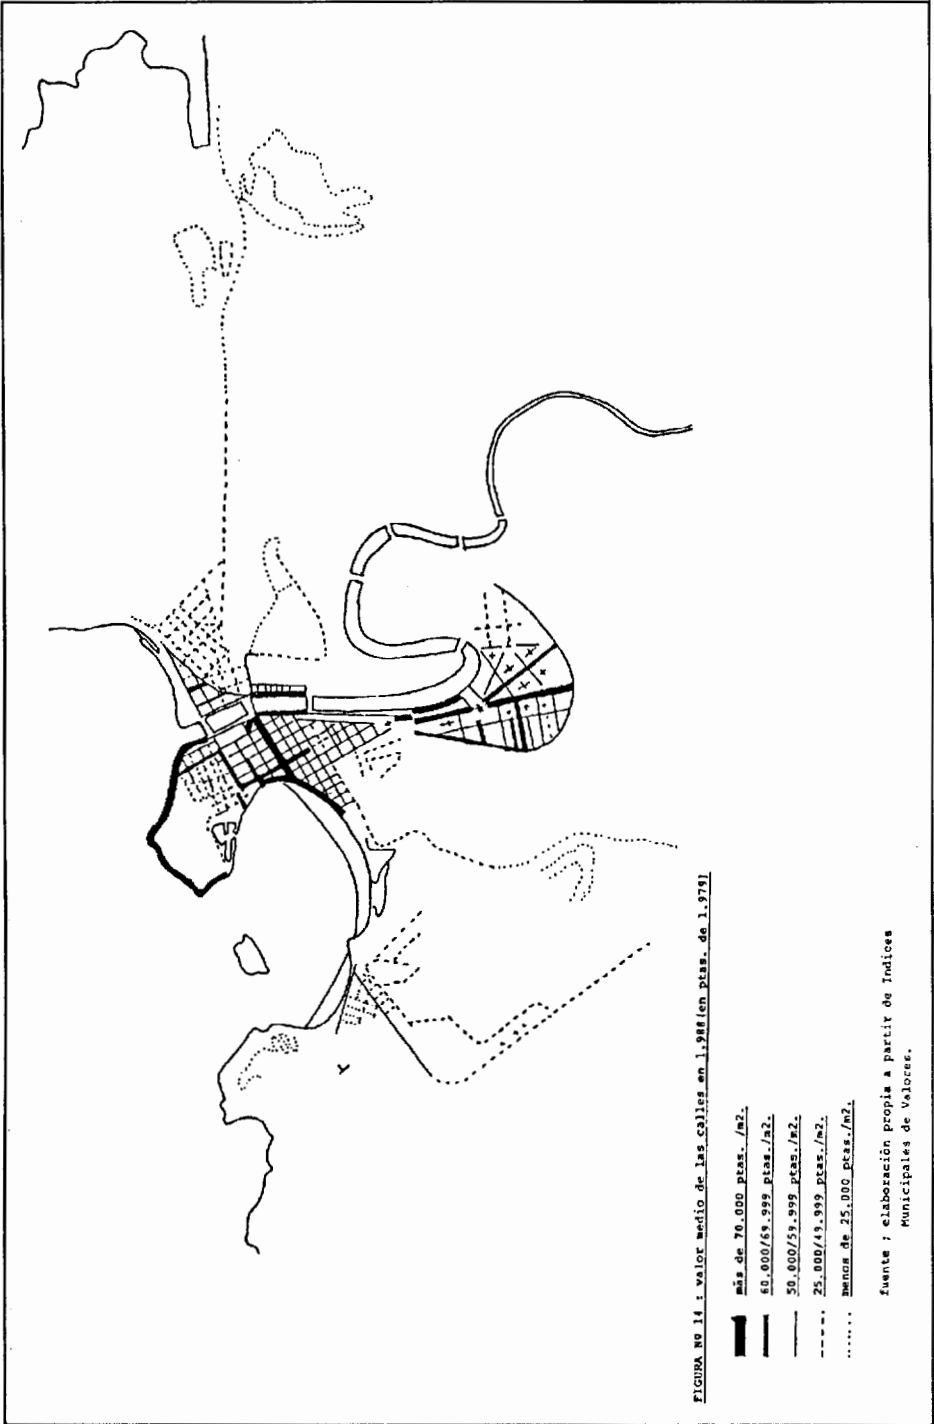 FIGURA Nº 14 : valor medio de las calles en 1.988(en ptas. de 1.979)
más de 70.000 ptas. /m2.
60.000/69.999 ptas./m2.
50.000/59.999 ptas./m2.
25.000/49.999 ptas./m2.
menos de 25.000 ptas./m2.
fuente ; elaboración propia a partir de Indices
Municipales de Valores.